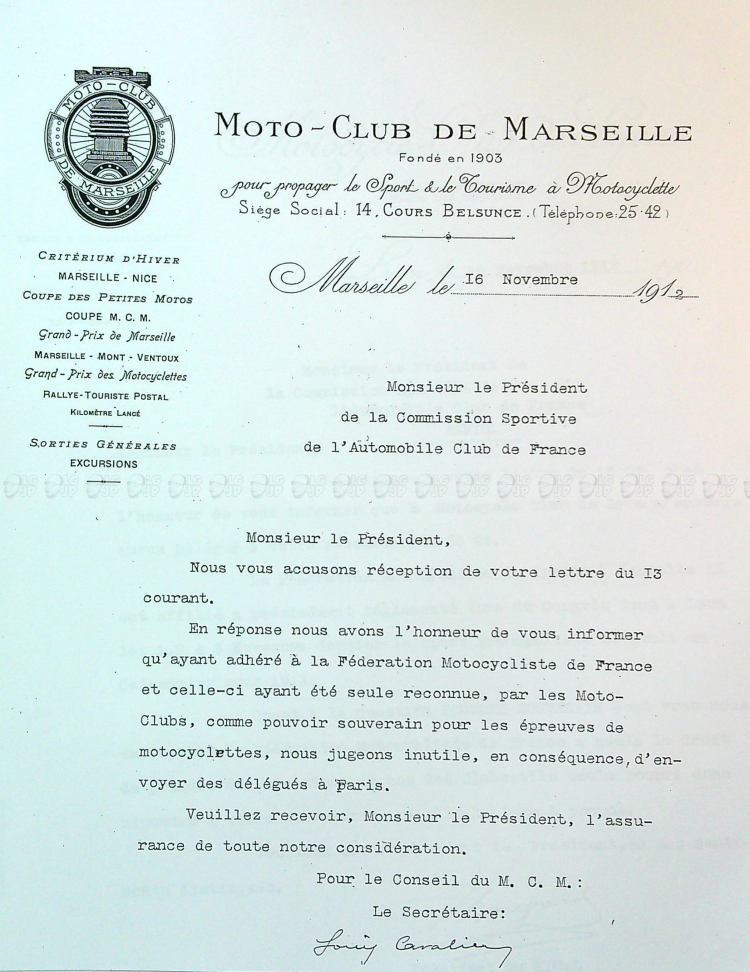 MOTO-CLUB
DE MARSEILLE
MOTO-CLUB DE MARSEILLE
Fondé en 1903
pour propager le Sport & le Tourisme à Motocyclette
Siège Social: 14, COURS BELSUNCE. (Téléphone: 25·42)
Marseille le I6 Novembre 1912
CRITÉRIUM D'HIVER
MARSEILLE - NICE
COUPE DES PETITES MOTOS
COUPE M. C. M.
Grand-Prix de Marseille
MARSEILLE - MONT - VENTOUX
Grand-Prix des Motocyclettes
RALLYE-TOURISTE POSTAL
KILOMÈTRE LANCÉ
SORTIES GÉNÉRALES
EXCURSIONS
Monsieur le Président
de la Commission Sportive
de l'Automobile Club de France
Monsieur le Président,
Nous vous accusons réception de votre lettre du I3
courant.
En réponse nous avons l'honneur de vous informer
qu'ayant adhéré à la Féderation Motocycliste de France
et celle-ci ayant été seule reconnue, par les Moto-
Clubs, comme pouvoir souverain pour les épreuves de
motocyclettes, nous jugeons inutile, en conséquence, d'en-
voyer des délégués à Paris.
Veuillez recevoir, Monsieur le Président, l'assu-
rance de toute notre considération.
Pour le Conseil du M. C. M.:
Le Secrétaire:
Louis Cavalier